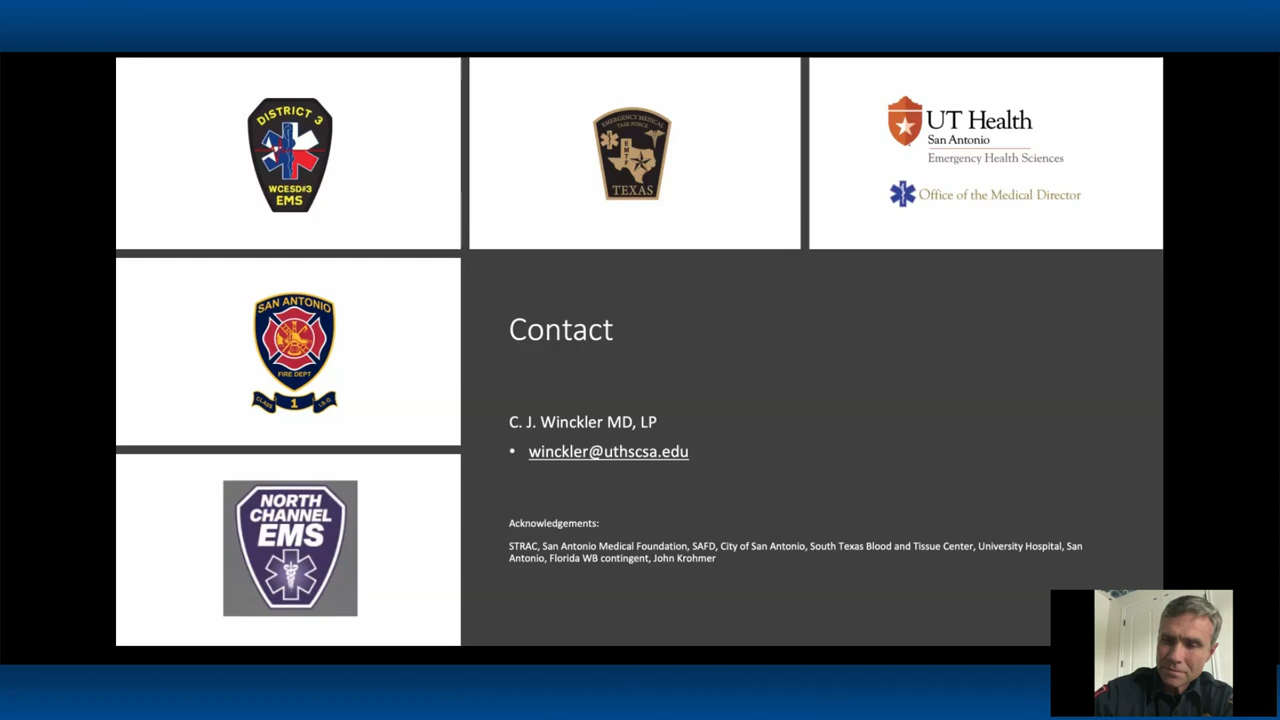 DISTRICT 3
WCESD#3
EMS
EMERGENCY MEDICAL
TASK FORCE
EMTF
TEXAS
UT Health
San Antonio
Emergency Health Sciences
Office of the Medical Director
SAN ANTONIO
FIRE DEPT
CLASS 1 I.S.O.
Contact
C. J. Winckler MD, LP
• winckler@uthscsa.edu
NORTH
CHANNEL
EMS
Acknowledgements:
STRAC, San Antonio Medical Foundation, SAFD, City of San Antonio, South Texas Blood and Tissue Center, University Hospital, San
Antonio, Florida WB contingent, John Krohmer